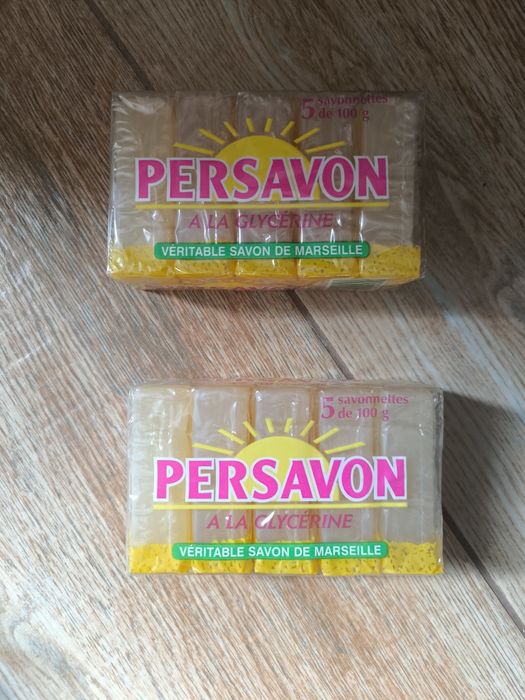 5 savonnettes
de 100 g
PERSAVON
A LA GLYCÉRINE
VÉRITABLE SAVON DE MARSEILLE
5 savonnettes
de 100 g
PERSAVON
A LA GLYCÉRINE
VÉRITABLE SAVON DE MARSEILLE